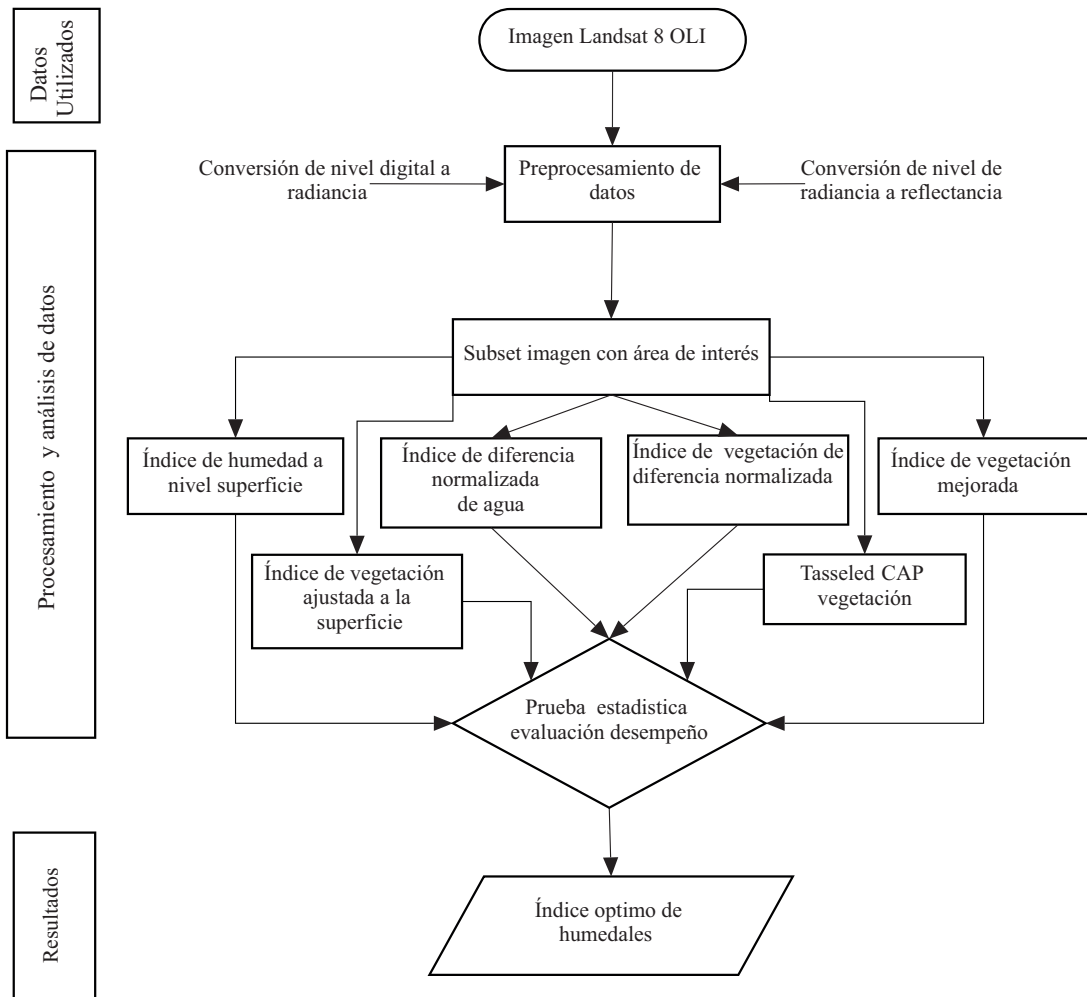 Datos
Utilizados
Imagen Landsat 8 OLI
Procesamiento y análisis de datos
Conversión de nivel digital a
radiancia
Preprocesamiento de
datos
Conversión de nivel de
radiancia a reflectancia
Subset imagen con área de interés
Índice de humedad a
nivel superficie
Índice de diferencia
normalizada
de agua
Índice de vegetación de
diferencia normalizada
Índice de vegetación
mejorada
Índice de vegetación
ajustada a la
superficie
Tasseled CAP
vegetación
Prueba estadistica
evaluación desempeño
Resultados
Índice optimo de
humedales